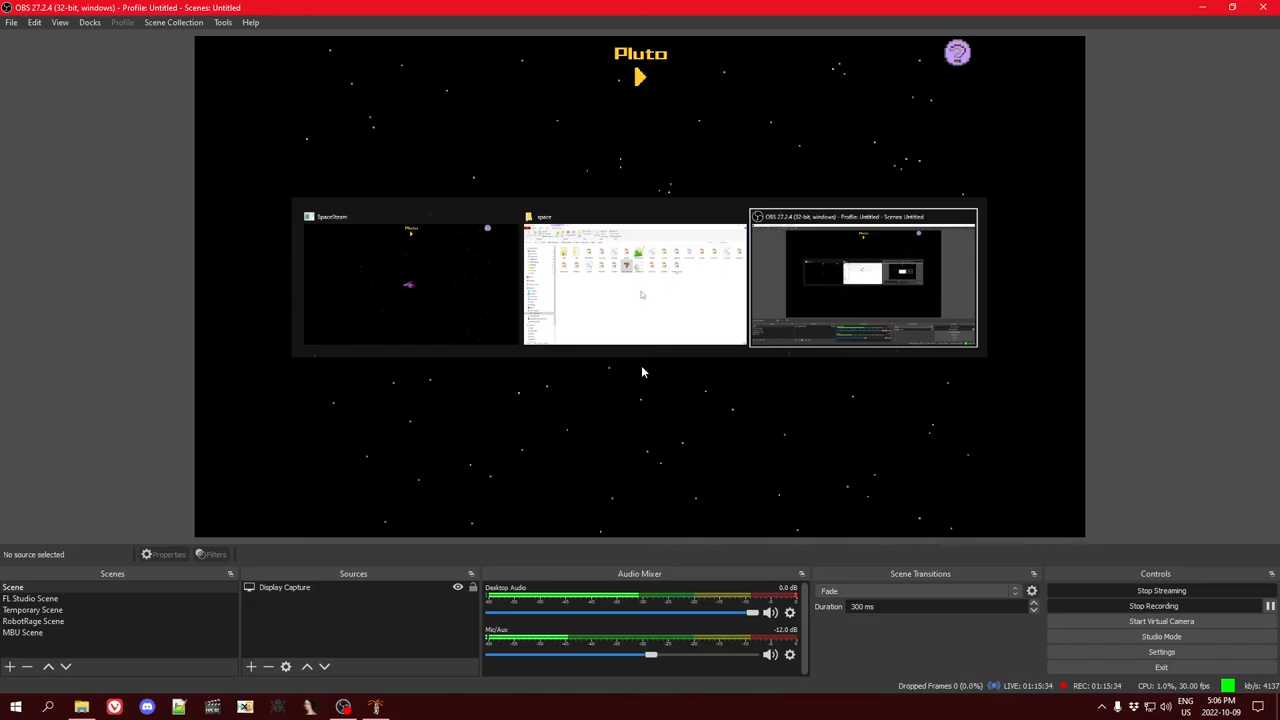 OBS 27.2.4 (32-bit, windows) - Profile: Untitled - Scenes: Untitled
File Edit View Docks Profile Scene Collection Tools Help
Pluto
SpaceSteam
space
OBS 27.2.4 (32-bit, windows) - Profile: Untitled - Scenes: Untitled
Pluto
No source selected
Properties
Filters
Scenes
Scene
FL Studio Scene
Temporary Scene
RobotRage Scene
MBU Scene
Sources
Display Capture
Audio Mixer
Desktop Audio 0.0 dB
Mic/Aux -12.0 dB
Scene Transitions
Fade
Duration 300 ms
Controls
Stop Streaming
Stop Recording
Start Virtual Camera
Studio Mode
Settings
Exit
Dropped Frames 0 (0.0%) LIVE: 01:15:34 REC: 01:15:34 CPU: 1.0%, 30.00 fps kb/s: 4137
5:06 PM
US 2022-10-09